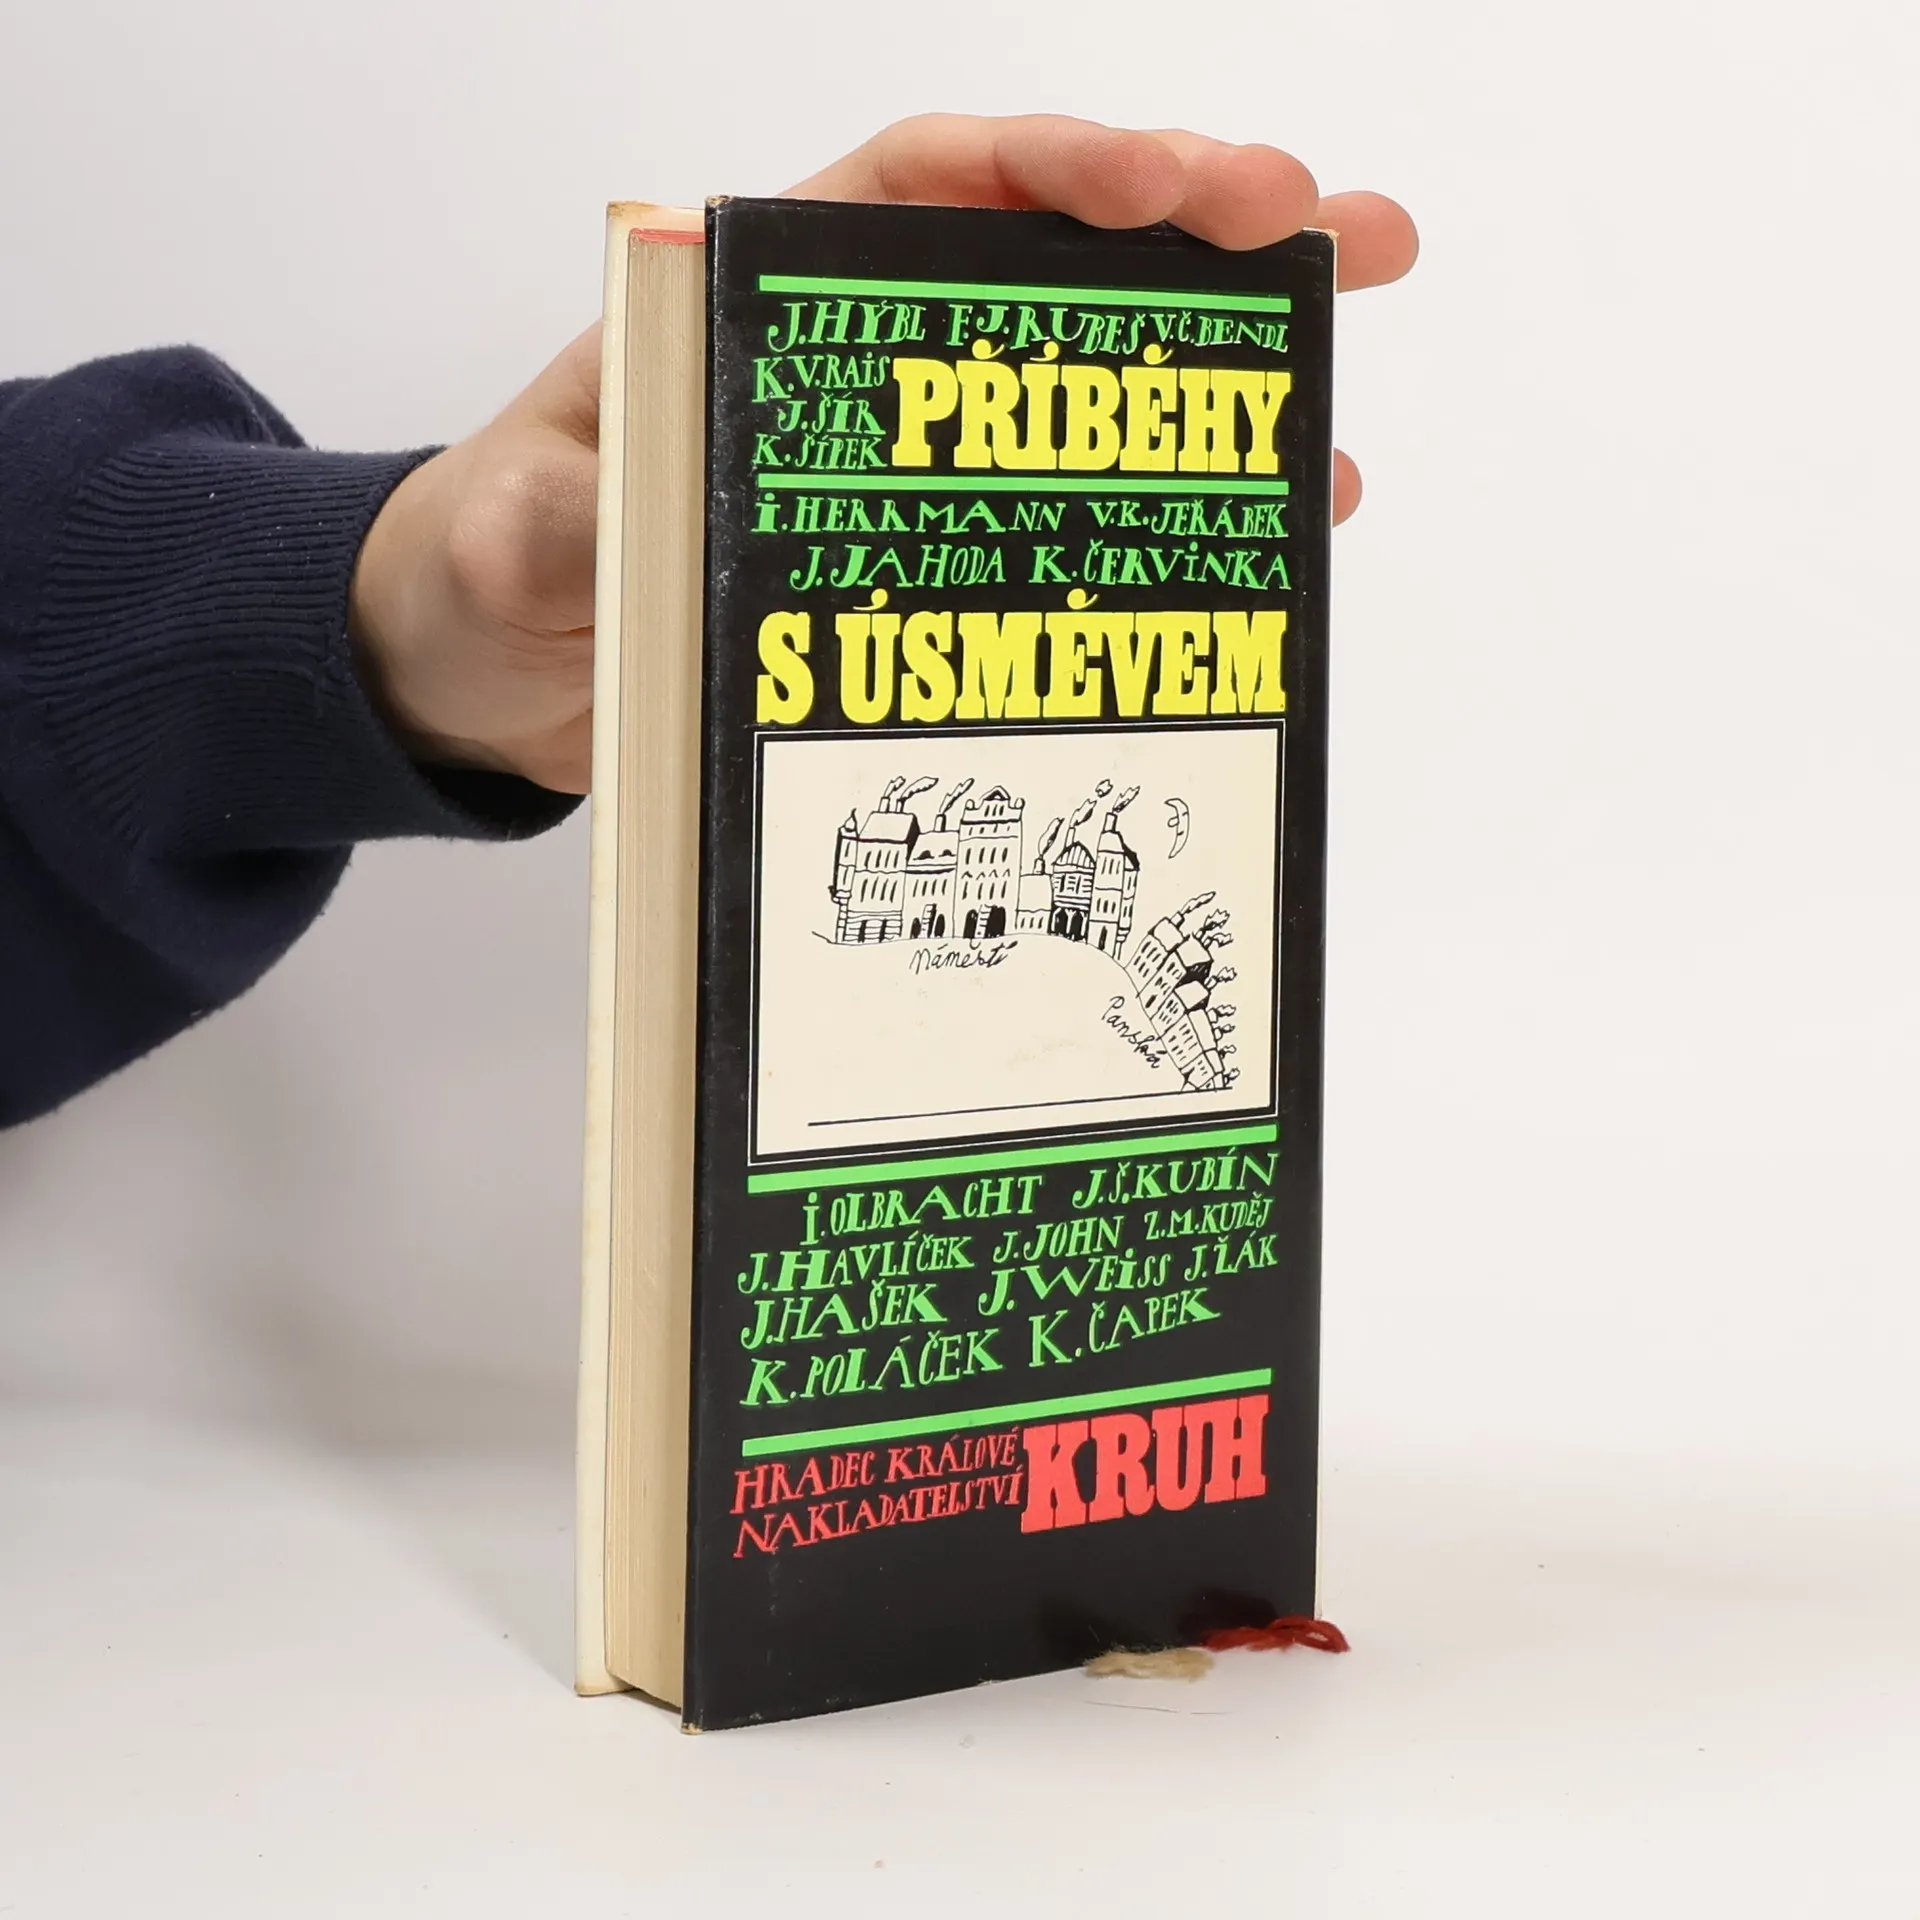 J. HÝBL F. J. RUBEŠ V. Č. BENDL
K. V. RAIS
J. ŠÍR
K. ŠÍPEK
PŘÍBĚHY
I. HERRMANN V. K. JEŘÁBEK
J. JAHODA K. ČERVINKA
S ÚSMĚVEM
Náměstí
Panská
I. OLBRACHT J. Š. KUBÍN
J. HAVLÍČEK J. JOHN Z. M. KUDĚJ
J. HAŠEK J. WEISS J. ŽÁK
K. POLÁČEK K. ČAPEK
HRADEC KRÁLOVÉ
NAKLADATELSTVÍ
KRUH